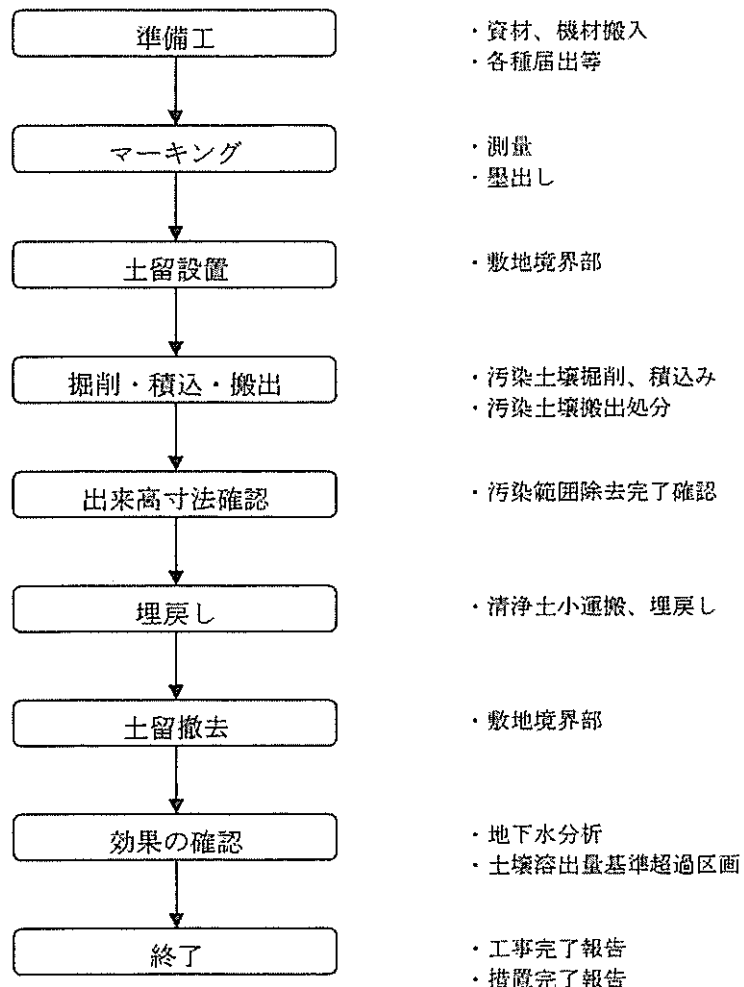 準備工
・資材、機材搬入
・各種届出等
マーキング
・測量
・墨出し
土留設置
・敷地境界部
掘削・積込・搬出
・汚染土壌掘削、積込み
・汚染土壌搬出処分
出来高寸法確認
・汚染範囲除去完了確認
埋戻し
・清浄土小運搬、埋戻し
土留撤去
・敷地境界部
効果の確認
・地下水分析
・土壌溶出量基準超過区画
終了
・工事完了報告
・措置完了報告